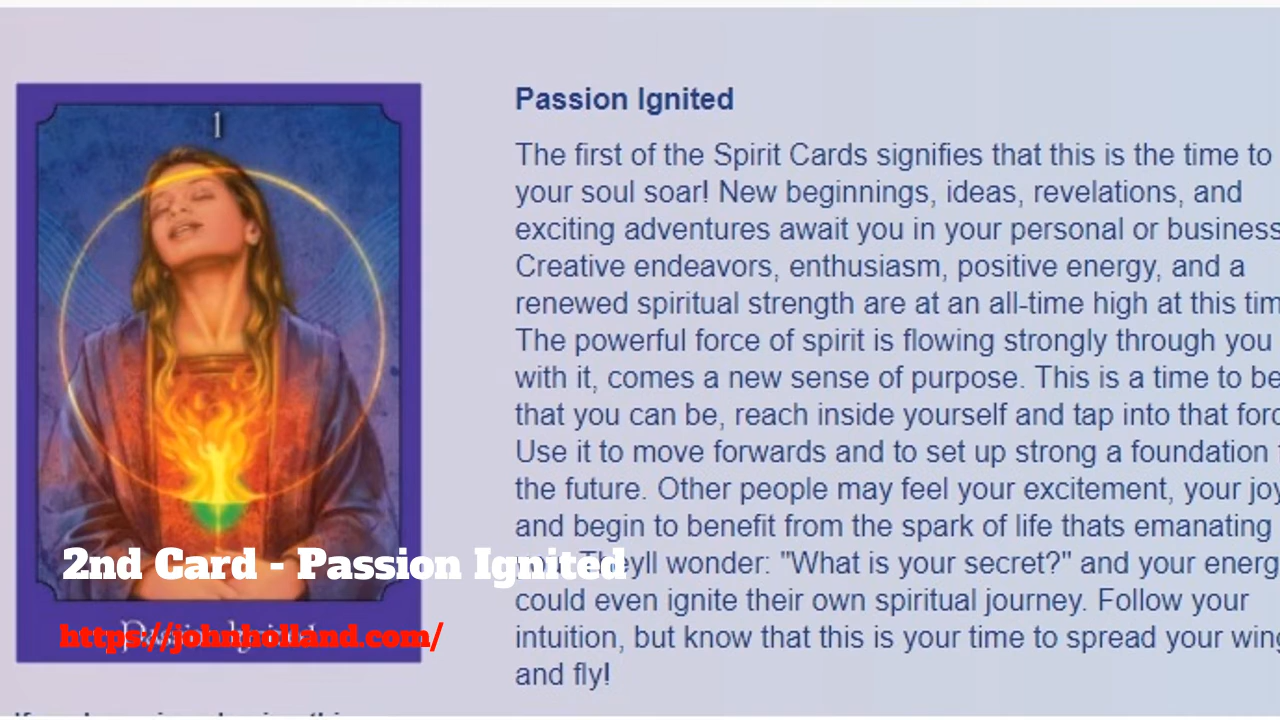 1
Passion Ignited
The first of the Spirit Cards signifies that this is the time to
your soul soar! New beginnings, ideas, revelations, and
exciting adventures await you in your personal or business
Creative endeavors, enthusiasm, positive energy, and a
renewed spiritual strength are at an all-time high at this tim
The powerful force of spirit is flowing strongly through you
with it, comes a new sense of purpose. This is a time to be
that you can be, reach inside yourself and tap into that forc
Use it to move forwards and to set up strong a foundation
the future. Other people may feel your excitement, your joy
and begin to benefit from the spark of life thats emanating
Theyll wonder: "What is your secret?" and your energ
could even ignite their own spiritual journey. Follow your
intuition, but know that this is your time to spread your wing
and fly!
2nd Card - Passion Ignited
Passion Ignited
https://johnholland.com/